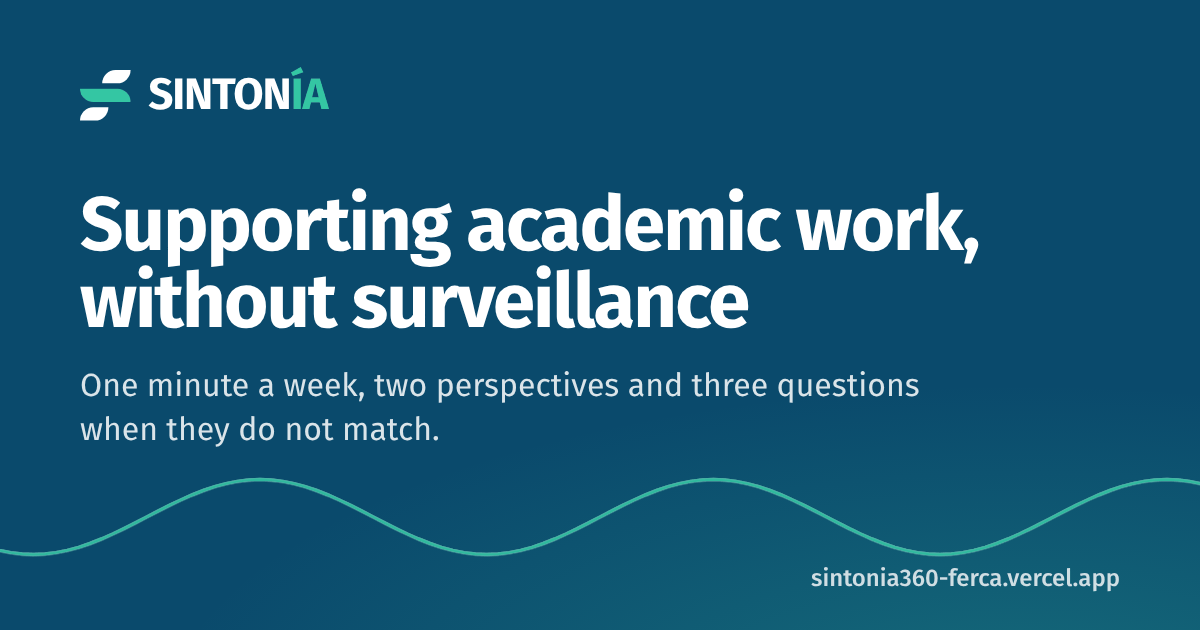 SINTONÍA
Supporting academic work,
without surveillance
One minute a week, two perspectives and three questions
when they do not match.
sintonia360-ferca.vercel.app